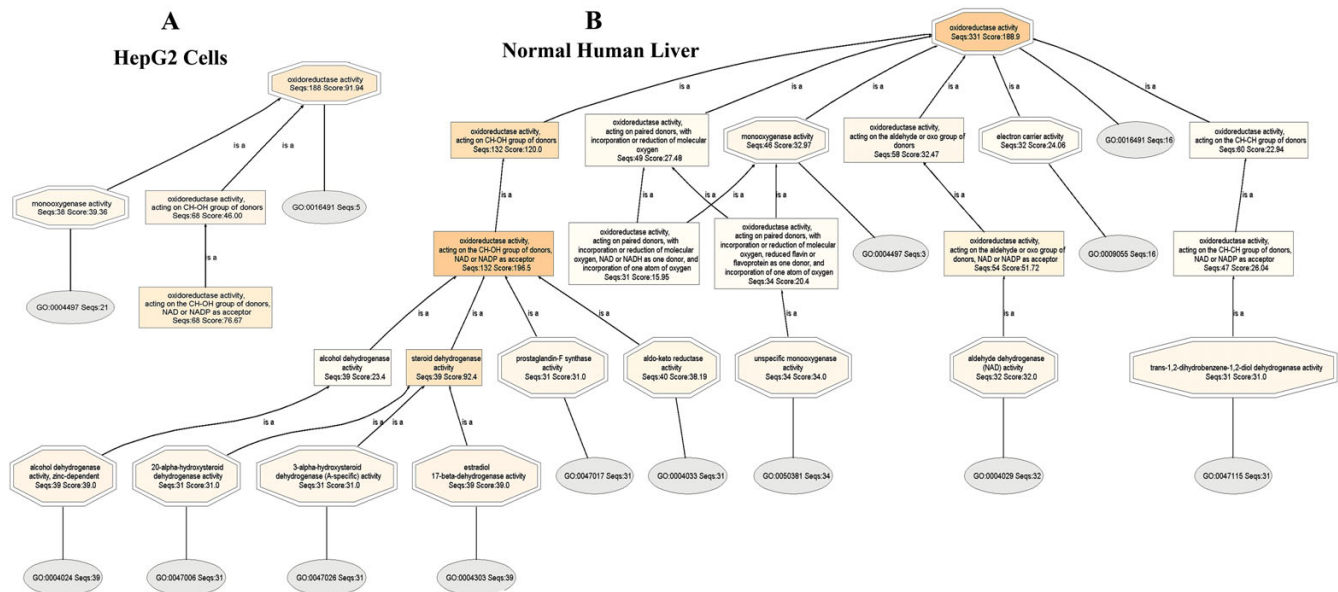 A
HepG2 Cells
oxidoreductase activity
Seqs:188 Score:91.94
is a
is a
monooxygenase activity
Seqs:38 Score:39.36
oxidoreductase activity,
acting on CH-OH group of donors
Seqs:68 Score:46.00
GO:0016491 Seqs:5
is a
GO:0004497 Seqs:21
oxidoreductase activity,
acting on the CH-OH group of donors,
NAD or NADP as acceptor
Seqs:68 Score:76.67
B
Normal Human Liver
oxidoreductase activity
Seqs:331 Score:188.9
is a
is a
is a
is a
is a
is a
oxidoreductase activity,
acting on CH-OH group of donors
Seqs:132 Score:120.0
oxidoreductase activity,
acting on paired donors, with
incorporation or reduction of molecular
oxygen
Seqs:49 Score:27.48
monooxygenase activity
Seqs:46 Score:32.97
oxidoreductase activity,
acting on the aldehyde or oxo group of
donors
Seqs:58 Score:32.47
electron carrier activity
Seqs:32 Score:24.06
GO:0016491 Seqs:16
oxidoreductase activity,
acting on the CH-CH group of donors
Seqs:60 Score:22.94
is a
is a
is a
is a
is a
is a
is a
oxidoreductase activity,
acting on the CH-OH group of donors,
NAD or NADP as acceptor
Seqs:132 Score:196.5
oxidoreductase activity,
acting on paired donors, with
incorporation or reduction of molecular
oxygen, NAD or NADH as one donor, and
incorporation of one atom of oxygen
Seqs:31 Score:15.95
oxidoreductase activity,
acting on paired donors, with
incorporation or reduction of molecular
oxygen, reduced flavin or
flavoprotein as one donor, and
incorporation of one atom of oxygen
Seqs:34 Score:20.4
GO:0004497 Seqs:3
oxidoreductase activity,
acting on the aldehyde or oxo group of
donors, NAD or NADP as acceptor
Seqs:54 Score:51.72
GO:0009055 Seqs:16
oxidoreductase activity,
acting on the CH-CH group of donors,
NAD or NADP as acceptor
Seqs:47 Score:26.04
is a
is a
is a
is a
is a
is a
is a
alcohol dehydrogenase
activity
Seqs:39 Score:23.4
steroid dehydrogenase
activity
Seqs:39 Score:92.4
prostaglandin-F synthase
activity
Seqs:31 Score:31.0
aldo-keto reductase
activity
Seqs:40 Score:38.19
unspecific monooxygenase
activity
Seqs:34 Score:34.0
aldehyde dehydrogenase
(NAD) activity
Seqs:32 Score:32.0
trans-1,2-dihydrobenzene-1,2-diol dehydrogenase activity
Seqs:31 Score:31.0
is a
is a
is a
is a
alcohol dehydrogenase
activity, zinc-dependent
Seqs:39 Score:39.0
20-alpha-hydroxysteroid
dehydrogenase activity
Seqs:31 Score:31.0
3-alpha-hydroxysteroid
dehydrogenase (A-specific) activity
Seqs:31 Score:31.0
estradiol
17-beta-dehydrogenase activity
Seqs:39 Score:39.0
GO:0047017 Seqs:31
GO:0004033 Seqs:31
GO:0050381 Seqs:34
GO:0004029 Seqs:32
GO:0047115 Seqs:31
GO:0004024 Seqs:39
GO:0047006 Seqs:31
GO:0047026 Seqs:31
GO:0004303 Seqs:39